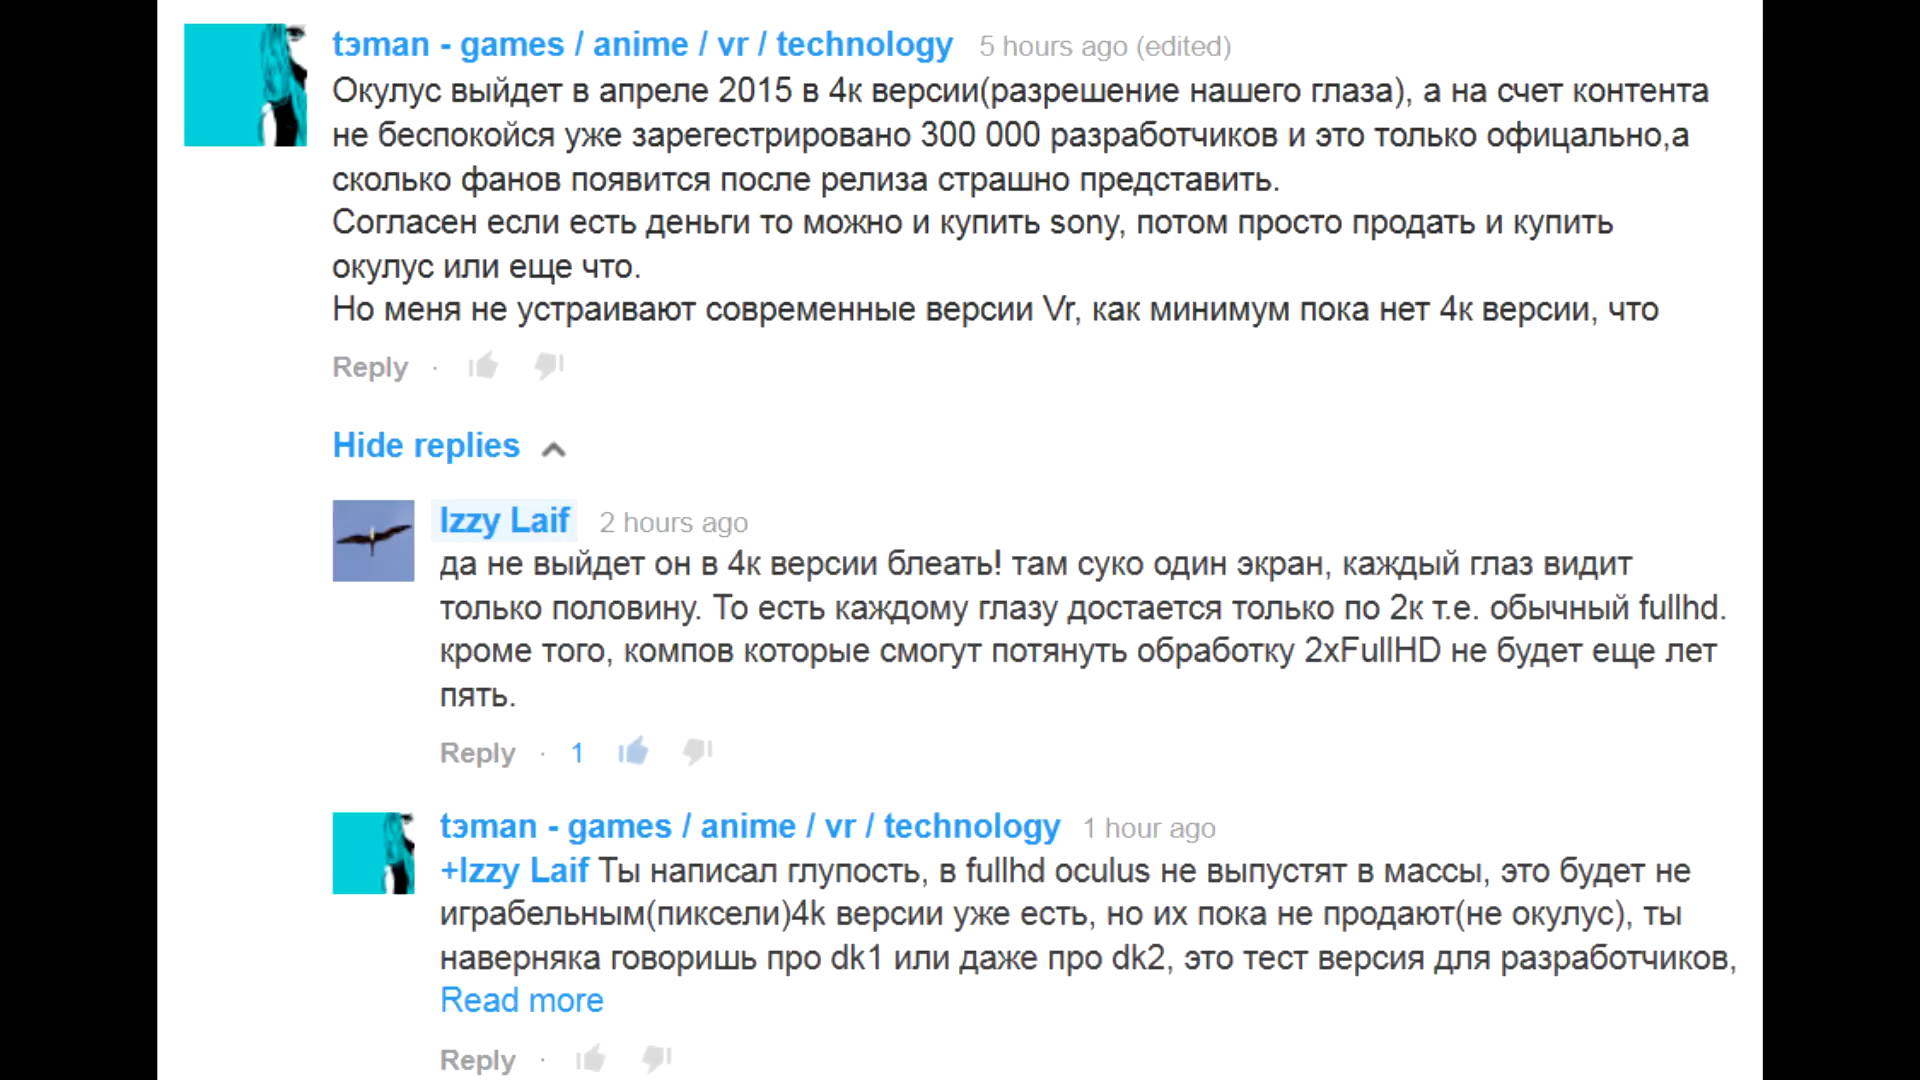 tэman - games / anime / vr / technology 5 hours ago (edited)
Окулус выйдет в апреле 2015 в 4к версии(разрешение нашего глаза), а на счет контента
не беспокойся уже зарегестрировано 300 000 разработчиков и это только офицально,а
сколько фанов появится после релиза страшно представить.
Согласен если есть деньги то можно и купить sony, потом просто продать и купить
окулус или еще что.
Но меня не устраивают современные версии Vr, как минимум пока нет 4к версии, что
Reply ·
Hide replies
Izzy Laif 2 hours ago
да не выйдет он в 4к версии блеать! там суко один экран, каждый глаз видит
только половину. То есть каждому глазу достается только по 2к т.е. обычный fullhd.
кроме того, компов которые смогут потянуть обработку 2xFullHD не будет еще лет
пять.
Reply · 1
tэman - games / anime / vr / technology 1 hour ago
+Izzy Laif Ты написал глупость, в fullhd oculus не выпустят в массы, это будет не
играбельным(пиксели)4k версии уже есть, но их пока не продают(не окулус), ты
наверняка говоришь про dk1 или даже про dk2, это тест версия для разработчиков,
Read more
Reply ·